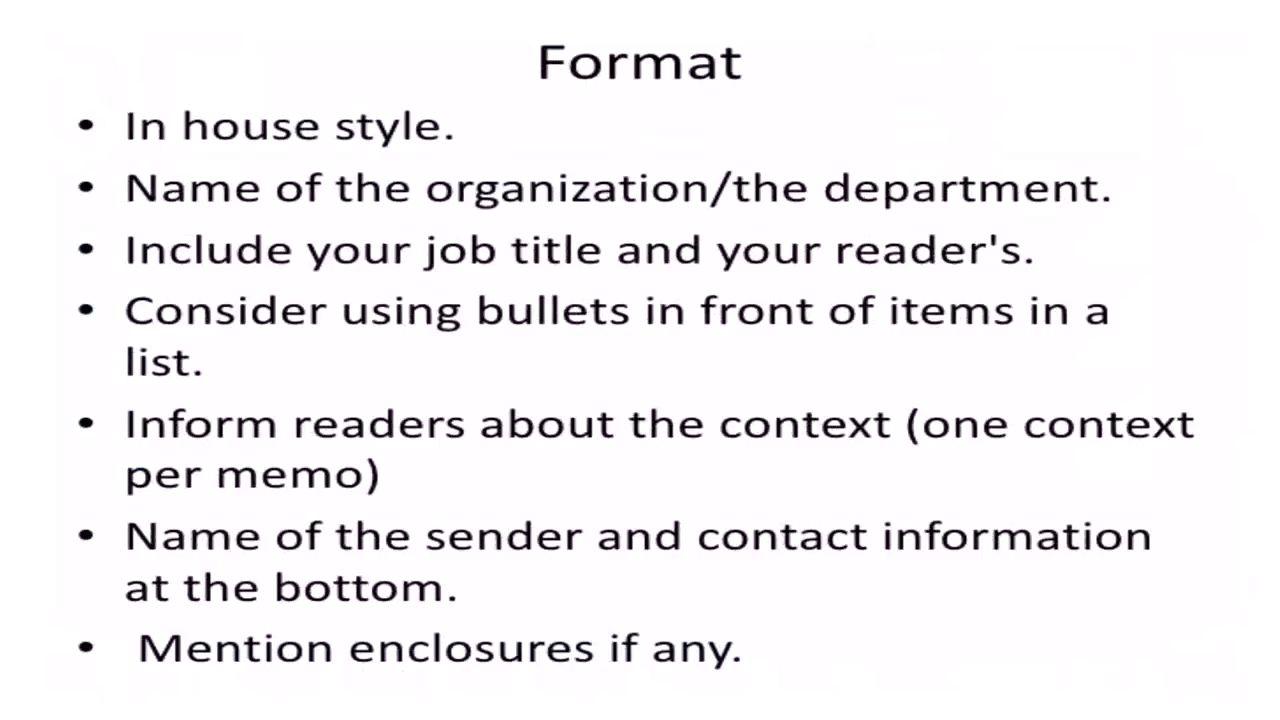 Format
• In house style.
• Name of the organization/the department.
• Include your job title and your reader's.
• Consider using bullets in front of items in a
list.
• Inform readers about the context (one context
per memo)
• Name of the sender and contact information
at the bottom.
• Mention enclosures if any.